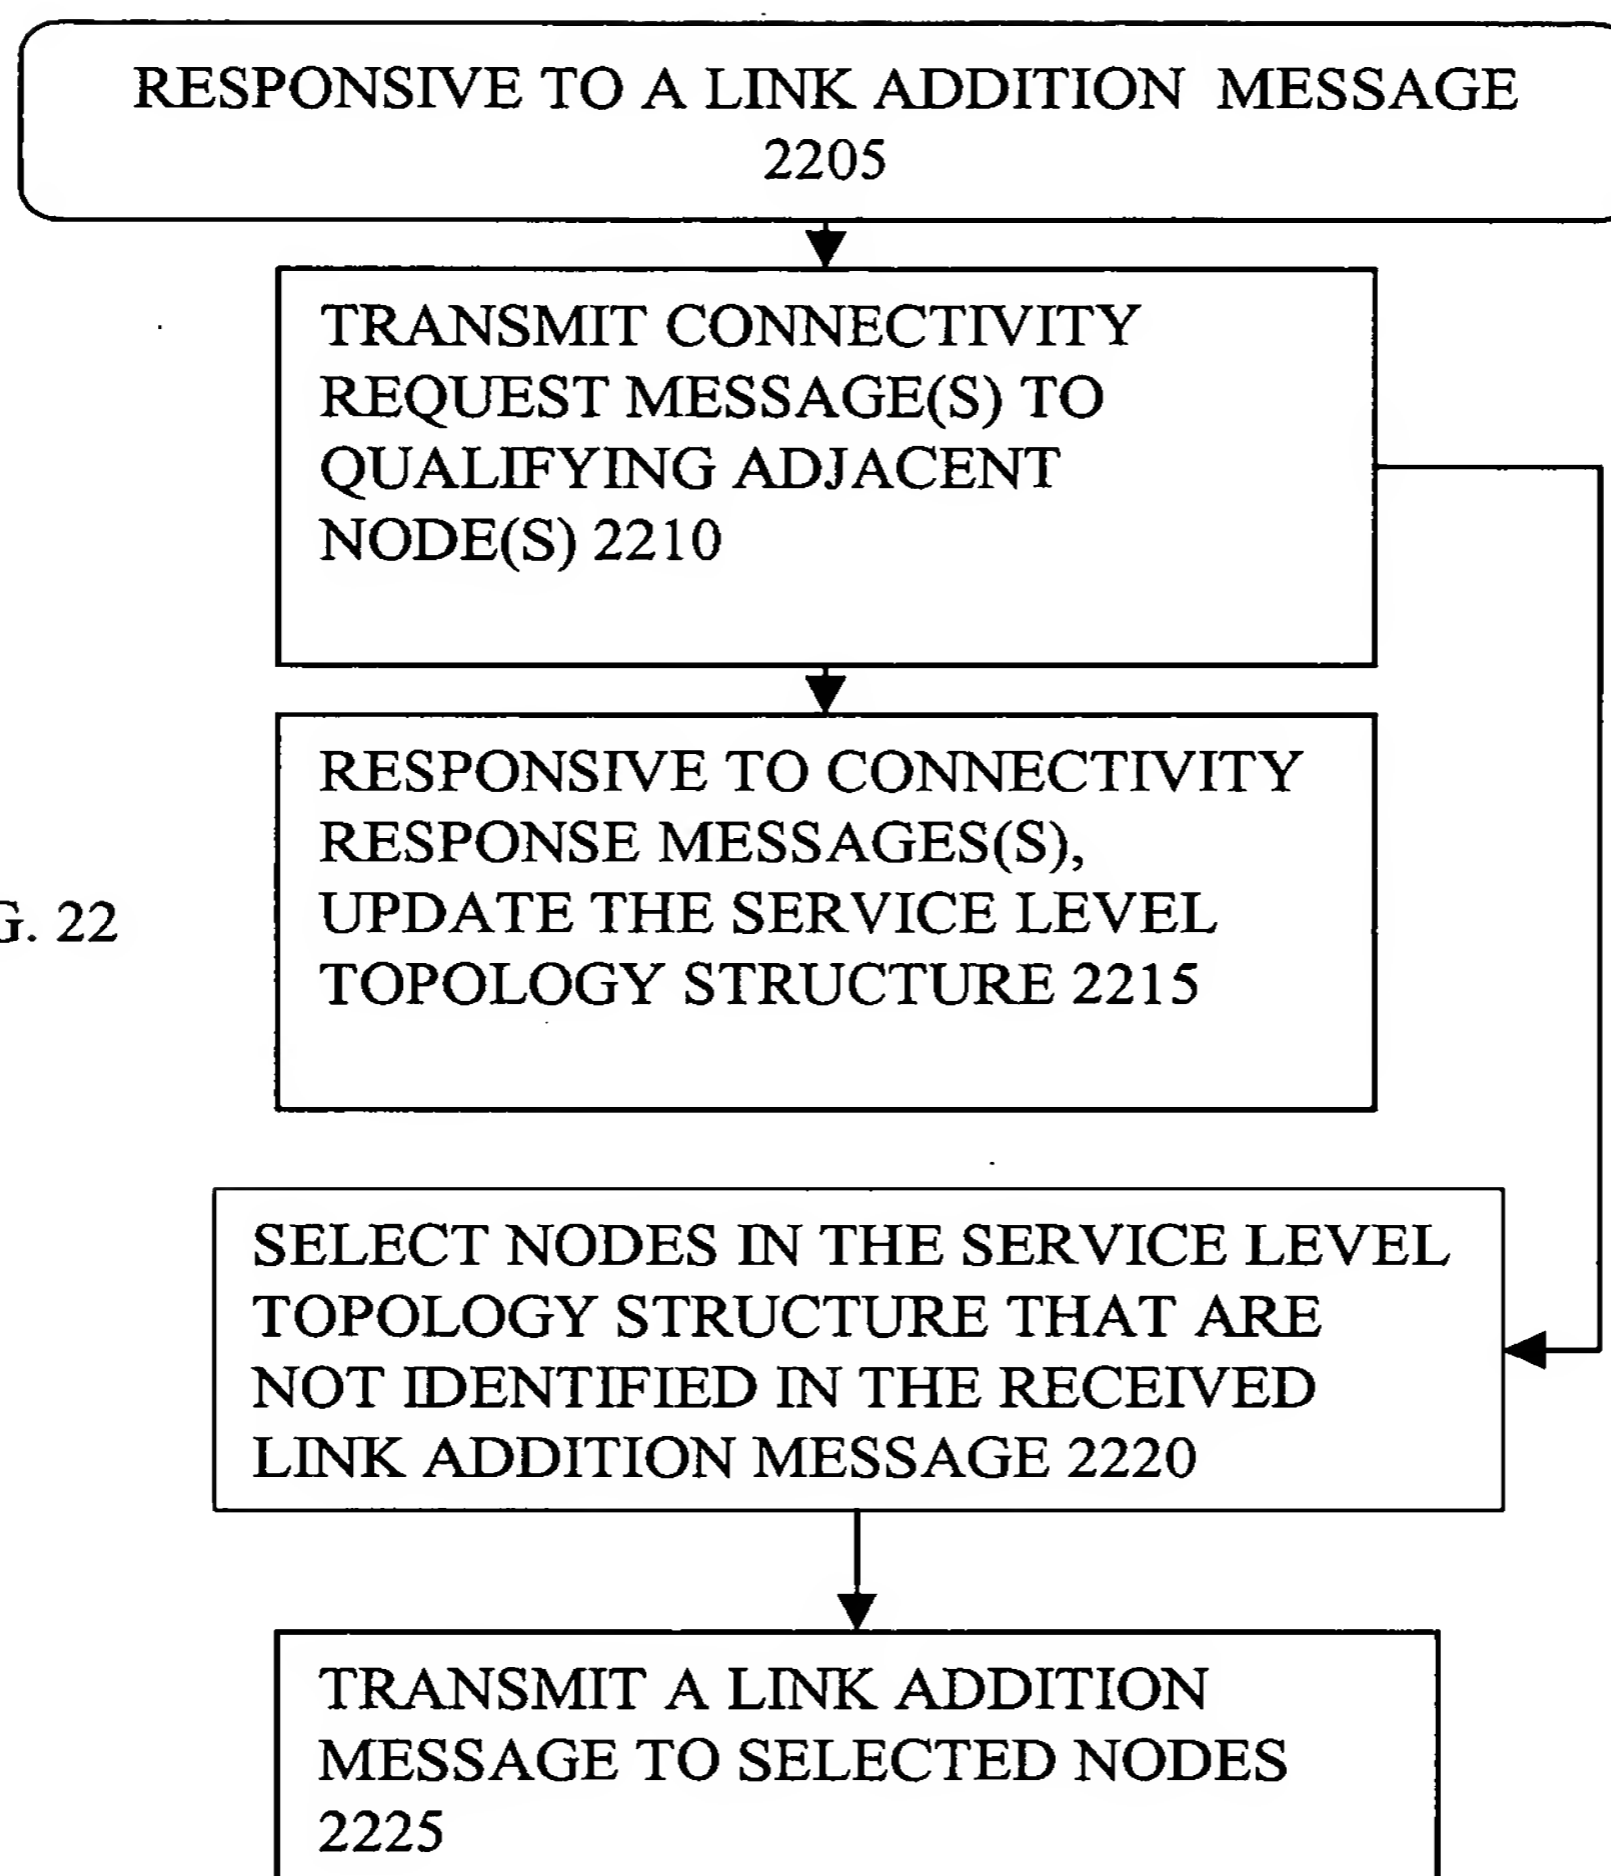 RESPONSIVE TO A LINK ADDITION MESSAGE
2205
TRANSMIT CONNECTIVITY
REQUEST MESSAGE(S) TO
QUALIFYING ADJACENT
NODE(S) 2210
RESPONSIVE TO CONNECTIVITY
RESPONSE MESSAGES(S),
UPDATE THE SERVICE LEVEL
TOPOLOGY STRUCTURE 2215
G. 22
SELECT NODES IN THE SERVICE LEVEL
TOPOLOGY STRUCTURE THAT ARE
NOT IDENTIFIED IN THE RECEIVED
LINK ADDITION MESSAGE 2220
TRANSMIT A LINK ADDITION
MESSAGE TO SELECTED NODES
2225